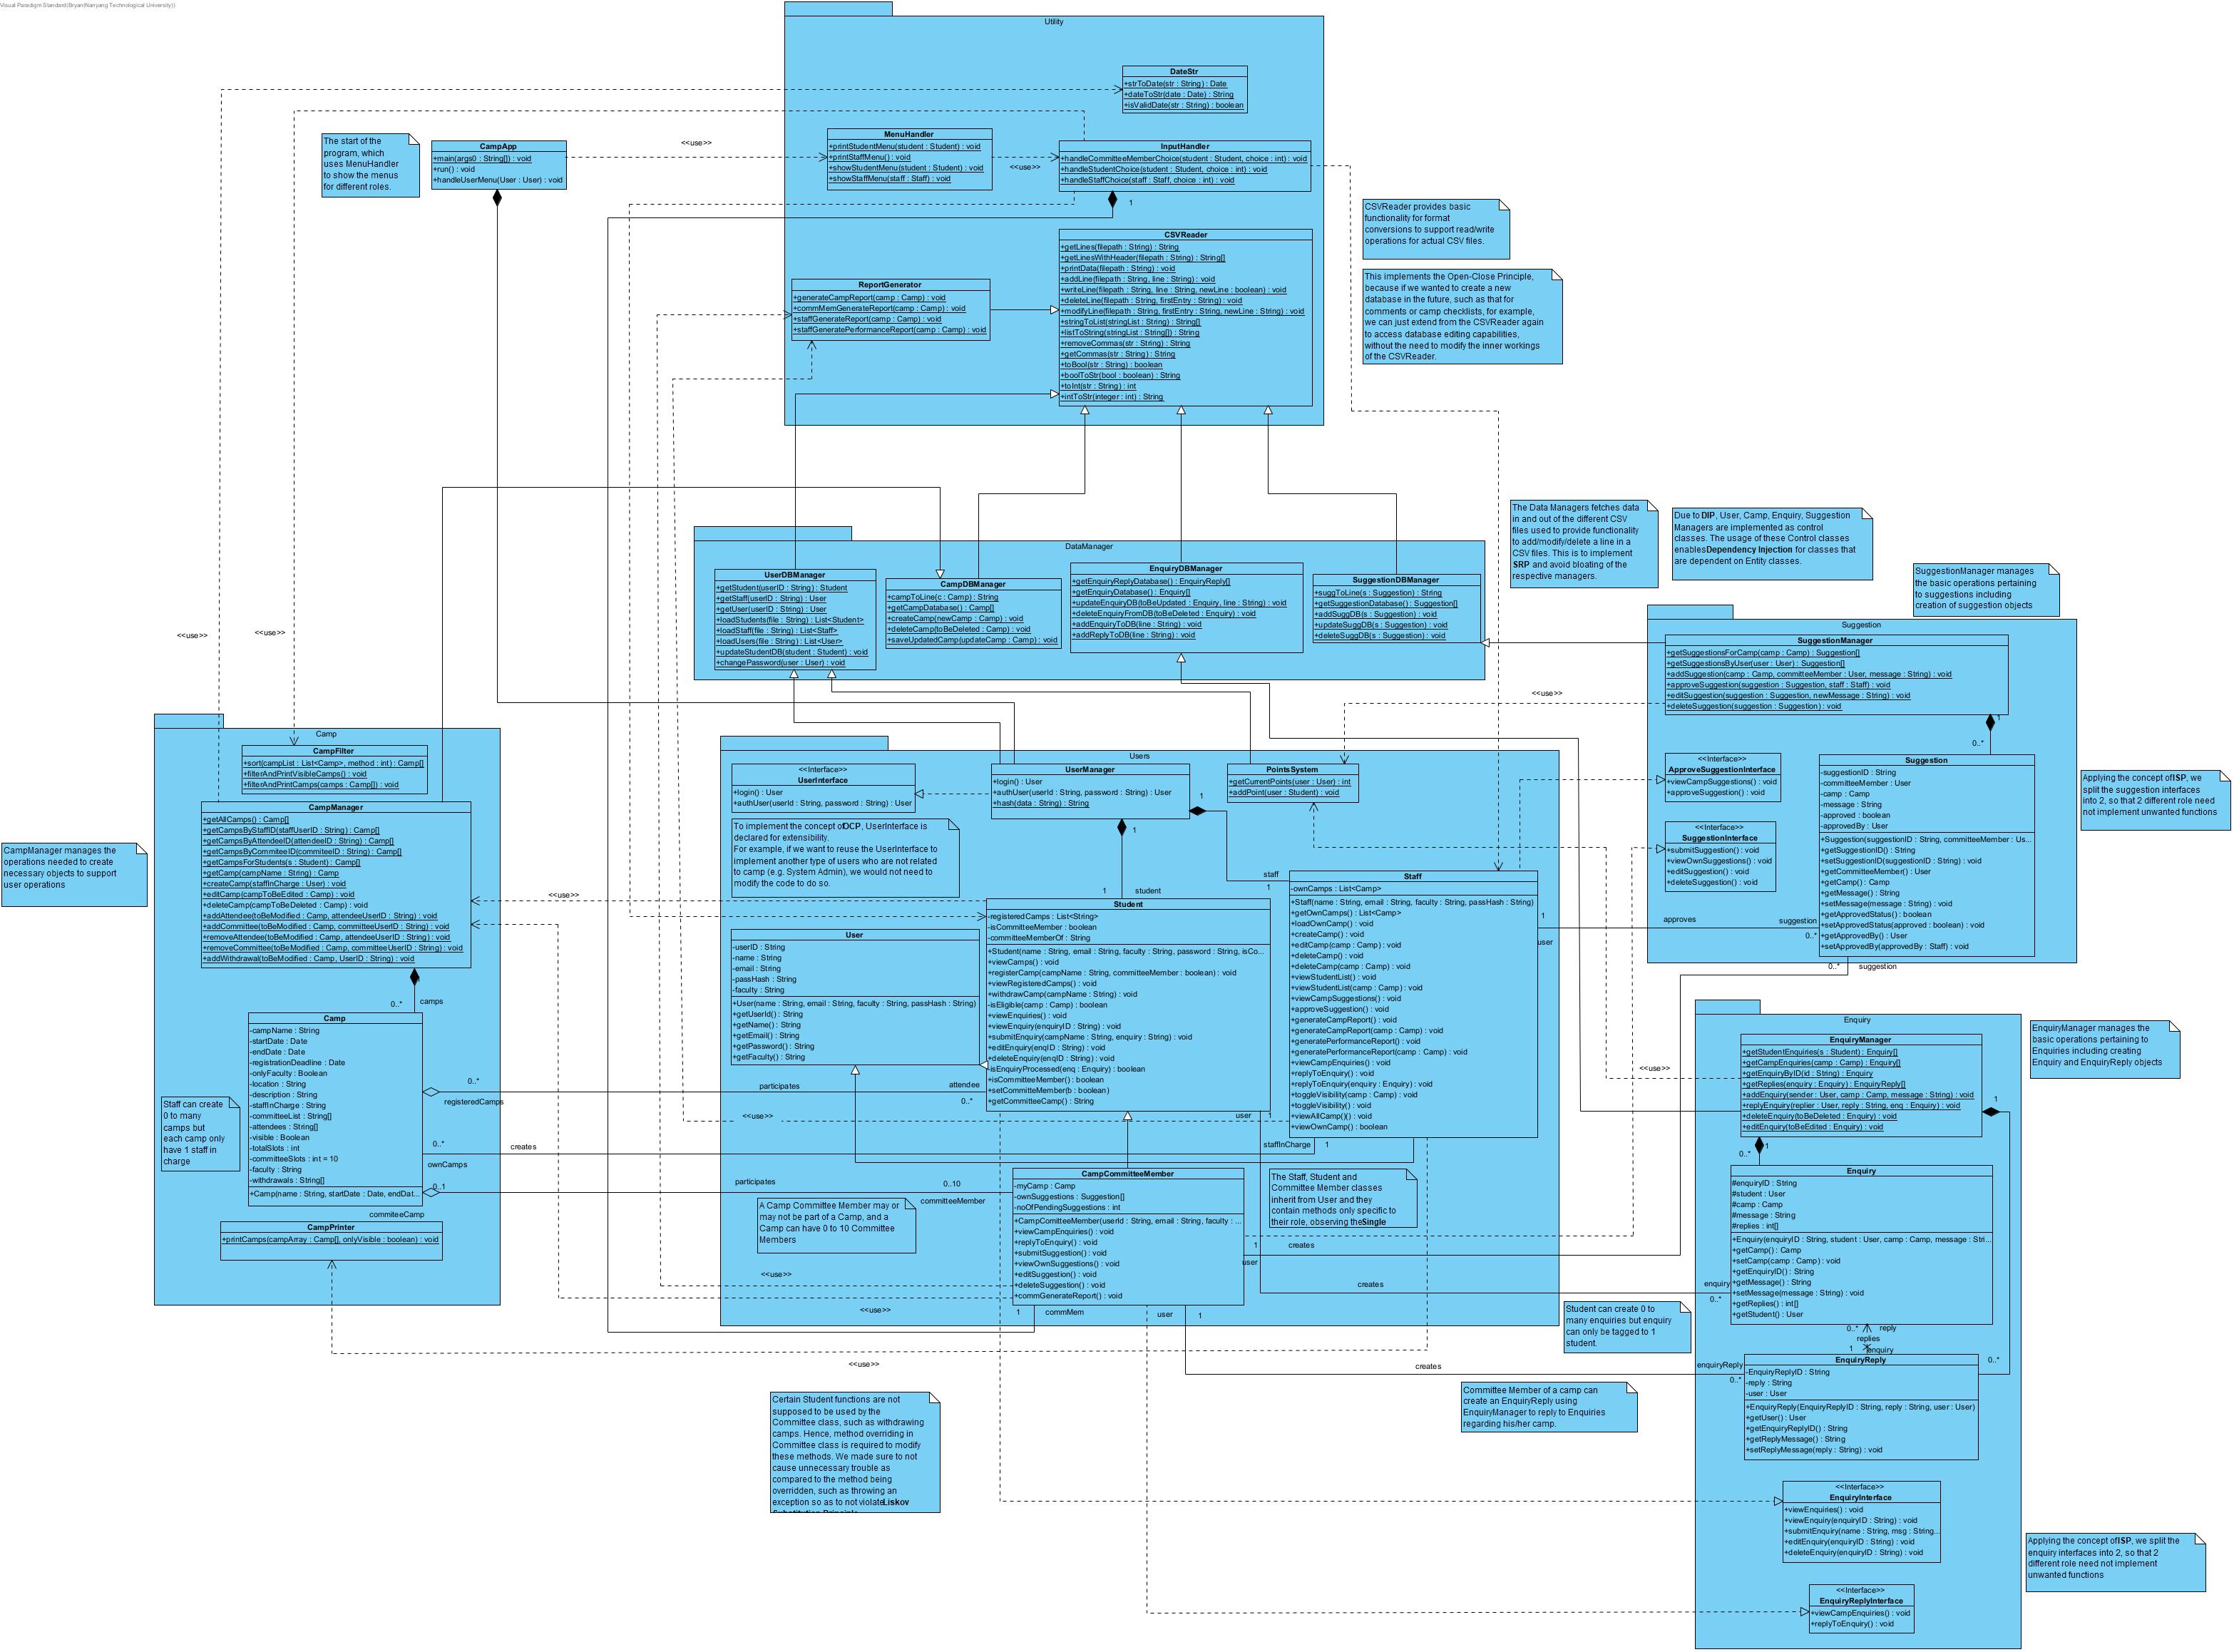 Visual Paradigm Standard(Bryan(Nanyang Technological University))
Utility
DateStr
+strToDate(str : String) : Date
+dateToStr(date : Date) : String
+isValidDate(str : String) : boolean
The start of the
program, which
uses MenuHandler
to show the menus
for different roles.
CampApp
+main(args0 : String[]) : void
+run() : void
+handleUserMenu(User : User) : void
<<use>>
MenuHandler
+printStudentMenu(student : Student) : void
+printStaffMenu() : void
+showStudentMenu(student : Student) : void
+showStaffMenu(staff : Staff) : void
<<use>>
InputHandler
+handleCommitteeMemberChoice(student : Student, choice : int) : void
+handleStudentChoice(student : Student, choice : int) : void
+handleStaffChoice(staff : Staff, choice : int) : void
1
CSVReader
+getLines(filepath : String) : String
+getLinesWithHeader(filepath : String) : String[]
+printData(filepath : String) : void
+addLine(filepath : String, line : String) : void
+writeLine(filepath : String, line : String, newLine : boolean) : void
+deleteLine(filepath : String, firstEntry : String) : void
+modifyLine(filepath : String, firstEntry : String, newLine : String) : void
+stringToList(stringList : String) : String[]
+listToString(stringList : String[]) : String
+removeCommas(str : String) : String
+getCommas(str : String) : String
+toBool(str : String) : boolean
+boolToStr(bool : boolean) : String
+toInt(str : String) : int
+intToStr(integer : int) : String
ReportGenerator
+generateCampReport(camp : Camp) : void
+commMemGenerateReport(camp : Camp) : void
+staffGenerateReport(camp : Camp) : void
+staffGeneratePerformanceReport(camp : Camp) : void
CSVReader provides basic
functionality for format
conversions to support read/write
operations for actual CSV files.
This implements the Open-Close Principle,
because if we wanted to create a new
database in the future, such as that for
comments or camp checklists, for example,
we can just extend from the CSVReader again
to access database editing capabilities,
without the need to modify the inner workings
of the CSVReader.
DataManager
UserDBManager
+getStudent(userID : String) : Student
+getStaff(userID : String) : User
+getUser(userID : String) : User
+loadStudents(file : String) : List<Student>
+loadStaff(file : String) : List<Staff>
+loadUsers(file : String) : List<User>
+updateStudentDB(student : Student) : void
+changePassword(user : User) : void
CampDBManager
+campToLine(c : Camp) : String
+getCampDatabase() : Camp[]
+createCamp(newCamp : Camp) : void
+deleteCamp(toBeDeleted : Camp) : void
+saveUpdatedCamp(updateCamp : Camp) : void
EnquiryDBManager
+getEnquiryReplyDatabase() : EnquiryReply[]
+getEnquiryDatabase() : Enquiry[]
+updateEnquiryDB(toBeUpdated : Enquiry, line : String) : void
+deleteEnquiryFromDB(toBeDeleted : Enquiry) : void
+addEnquiryToDB(line : String) : void
+addReplyToDB(line : String) : void
SuggestionDBManager
+suggToLine(s : Suggestion) : String
+getSuggestionDatabase() : Suggestion[]
+addSuggDB(s : Suggestion) : void
+updateSuggDB(s : Suggestion) : void
+deleteSuggDB(s : Suggestion) : void
The Data Managers fetches data
in and out of the different CSV
files used to provide functionality
to add/modify/delete a line in a
CSV files. This is to implement
SRP and avoid bloating of the
respective managers.
Due to DIP, User, Camp, Enquiry, Suggestion
Managers are implemented as control
classes. The usage of these Control classes
enablesDependency Injection for classes that
are dependent on Entity classes.
SuggestionManager manages
the basic operations pertaining
to suggestions including
creation of suggestion objects
<<use>>
<<use>>
Suggestion
SuggestionManager
+getSuggestionsForCamp(camp : Camp) : Suggestion[]
+getSuggestionsByUser(user : User) : Suggestion[]
+addSuggestion(camp : Camp, committeeMember : User, message : String) : void
+approveSuggestion(suggestion : Suggestion, staff : Staff) : void
+editSuggestion(suggestion : Suggestion, newMessage : String) : void
+deleteSuggestion(suggestion : Suggestion) : void
<<use>>
1
0..*
<<Interface>>
ApproveSuggestionInterface
+viewCampSuggestions() : void
+approveSuggestion() : void
<<Interface>>
SuggestionInterface
+submitSuggestion() : void
+viewOwnSuggestions() : void
+editSuggestion() : void
+deleteSuggestion() : void
Suggestion
-suggestionID : String
-committeeMember : User
-camp : Camp
-message : String
-approved : boolean
-approvedBy : User
+Suggestion(suggestionID : String, committeeMember : Us...
+getSuggestionID() : String
+setSuggestionID(suggestionID : String) : void
+getCommitteeMember() : User
+getCamp() : Camp
+getMessage() : String
+setMessage(message : String) : void
+getApprovedStatus() : boolean
+setApprovedStatus(approved : boolean) : void
+getApprovedBy() : User
+setApprovedBy(approvedBy : Staff) : void
Applying the concept ofISP, we
split the suggestion interfaces
into 2, so that 2 different role need
not implement unwanted functions
Camp
CampFilter
+sort(campList : List<Camp>, method : int) : Camp[]
+filterAndPrintVisibleCamps() : void
+filterAndPrintCamps(camps : Camp[]) : void
CampManager
+getAllCamps() : Camp[]
+getCampsByStaffID(staffUserID : String) : Camp[]
+getCampsByAttendeeID(attendeeID : String) : Camp[]
+getCampsByCommiteeID(commiteeID : String) : Camp[]
+getCampsForStudents(s : Student) : Camp[]
+getCamp(campName : String) : Camp
+createCamp(staffInCharge : User) : void
+editCamp(campToBeEdited : Camp) : void
+deleteCamp(campToBeDeleted : Camp) : void
+addAttendee(toBeModified : Camp, attendeeUserID : String) : void
+addCommittee(toBeModified : Camp, committeeUserID : String) : void
+removeAttendee(toBeModified : Camp, attendeeUserID : String) : void
+removeCommittee(toBeModified : Camp, committeeUserID : String) : void
+addWithdrawal(toBeModified : Camp, UserID : String) : void
CampManager manages the
operations needed to create
necessary objects to support
user operations
0..*
camps
Camp
-campName : String
-startDate : Date
-endDate : Date
-registrationDeadline : Date
-onlyFaculty : Boolean
-location : String
-description : String
-staffInCharge : String
-committeeList : String[]
-attendees : String[]
-visible : Boolean
-totalSlots : int
-committeeSlots : int = 10
-faculty : String
-withdrawals : String[]
+Camp(name : String, startDate : Date, endDat...
Staff can create
0 to many
camps but
each camp only
have 1 staff in
charge
CampPrinter
+printCamps(campArray : Camp[], onlyVisible : boolean) : void
Users
<<Interface>>
UserInterface
+login() : User
+authUser(userId : String, password : String) : User
UserManager
+login() : User
+authUser(userId : String, password : String) : User
+hash(data : String) : String
PointsSystem
+getCurrentPoints(user : User) : int
+addPoint(user : Student) : void
To implement the concept ofOCP, UserInterface is
declared for extensibility.
For example, if we want to reuse the UserInterface to
implement another type of users who are not related
to camp (e.g. System Admin), we would not need to
modify the code to do so.
1
1
1
student
staff
1
<<use>>
User
-userID : String
-name : String
-email : String
-passHash : String
-faculty : String
+User(name : String, email : String, faculty : String, passHash : String)
+getUserId() : String
+getName() : String
+getEmail() : String
+getPassword() : String
+getFaculty() : String
Student
-registeredCamps : List<String>
-isCommitteeMember : boolean
-committeeMemberOf : String
+Student(name : String, email : String, faculty : String, password : String, isCo...
+viewCamps() : void
+registerCamp(campName : String, committeeMember : boolean) : void
+viewRegisteredCamps() : void
+withdrawCamp(campName : String) : void
-isEligible(camp : Camp) : boolean
+viewEnquiries() : void
+viewEnquiry(enquiryID : String) : void
+submitEnquiry(campName : String, enquiry : String) : void
+editEnquiry(enqID : String) : void
+deleteEnquiry(enqID : String) : void
+isEnquiryProcessed(enq : Enquiry) : boolean
+isCommitteeMember() : boolean
+setCommitteMember(b : boolean)
+getCommitteeCamp() : String
Staff
-ownCamps : List<Camp>
+Staff(name : String, email : String, faculty : String, passHash : String)
+getOwnCamps() : List<Camp>
+loadOwnCamp() : void
+createCamp() : void
+editCamp(camp : Camp) : void
+deleteCamp() : void
+deleteCamp(camp : Camp) : void
+viewStudentList() : void
+viewStudentList(camp : Camp) : void
+viewCampSuggestions() : void
+approveSuggestion() : void
+generateCampReport() : void
+generateCampReport(camp : Camp) : void
+generatePerformanceReport() : void
+generatePerformanceReport(camp : Camp) : void
+viewCampEnquiries() : void
+replyToEnquiry() : void
+replyToEnquiry(enquiry : Enquiry) : void
+toggleVisibility(camp : Camp) : void
+toggleVisibility() : void
+viewAllCamp()() : void
+viewOwnCamp() : boolean
1
user
approves
suggestion
0..*
0..*
suggestion
0..*
registeredCamps
participates
attendee
0..*
<<use>>
user
1
0..*
ownCamps
creates
staffInCharge
1
0..1
commiteeCamp
participates
0..10
committeeMember
A Camp Committee Member may or
may not be part of a Camp, and a
Camp can have 0 to 10 Committee
Members
CampCommitteeMember
-myCamp : Camp
-ownSuggestions : Suggestion[]
-noOfPendingSuggestions : int
+CampComitteeMember(userId : String, email : String, faculty : ...
+viewCampEnquiries() : void
+replyToEnquiry() : void
+submitSuggestion() : void
+viewOwnSuggestions() : void
+editSuggestion() : void
+deleteSuggestion() : void
+commGenerateReport() : void
The Staff, Student and
Committee Member classes
inherit from User and they
contain methods only specific to
their role, observing theSingle
1
user
creates
creates
<<use>>
<<use>>
1
commMem
user
1
<<use>>
Enquiry
EnquiryManager
+getStudentEnquiries(s : Student) : Enquiry[]
+getCampEnquiries(camp : Camp) : Enquiry[]
+getEnquiryByID(id : String) : Enquiry
+getReplies(enquiry : Enquiry) : EnquiryReply[]
+addEnquiry(sender : User, camp : Camp, message : String) : void
+replyEnquiry(replier : User, reply : String, enq : Enquiry) : void
+deleteEnquiry(toBeDeleted : Enquiry) : void
+editEnquiry(toBeEdited : Enquiry) : void
<<use>>
EnquiryManager manages the
basic operations pertaining to
Enquiries including creating
Enquiry and EnquiryReply objects
1
1
0..*
Enquiry
#enquiryID : String
#student : User
#camp : Camp
#message : String
#replies : int[]
+Enquiry(enquiryID : String, student : User, camp : Camp, message : Stri...
+getCamp() : Camp
+setCamp(camp : Camp) : void
+getEnquiryID() : String
+getMessage() : String
+setMessage(message : String) : void
+getReplies() : int[]
+getStudent() : User
enquiry
0..*
Student can create 0 to
many enquiries but enquiry
can only be tagged to 1
student.
0..*
reply
replies
1
enquiry
0..*
creates
enquiryReply
0..*
EnquiryReply
-EnquiryReplyID : String
-reply : String
-user : User
+EnquiryReply(EnquiryReplyID : String, reply : String, user : User)
+getUser() : User
+getEnquiryReplyID() : String
+getReplyMessage() : String
+setReplyMessage(reply : String) : void
Committee Member of a camp can
create an EnquiryReply using
EnquiryManager to reply to Enquiries
regarding his/her camp.
Certain Student functions are not
supposed to be used by the
Committee class, such as withdrawing
camps. Hence, method overriding in
Committee class is required to modify
these methods. We made sure to not
cause unnecessary trouble as
compared to the method being
overridden, such as throwing an
exception so as to not violateLiskov
<<Interface>>
EnquiryInterface
+viewEnquiries() : void
+viewEnquiry(enquiryID : String) : void
+submitEnquiry(name : String, msg : String...
+editEnquiry(enquiryID : String) : void
+deleteEnquiry(enquiryID : String) : void
Applying the concept ofISP, we split the
enquiry interfaces into 2, so that 2
different role need not implement
unwanted functions
<<Interface>>
EnquiryReplyInterface
+viewCampEnquiries() : void
+replyToEnquiry() : void